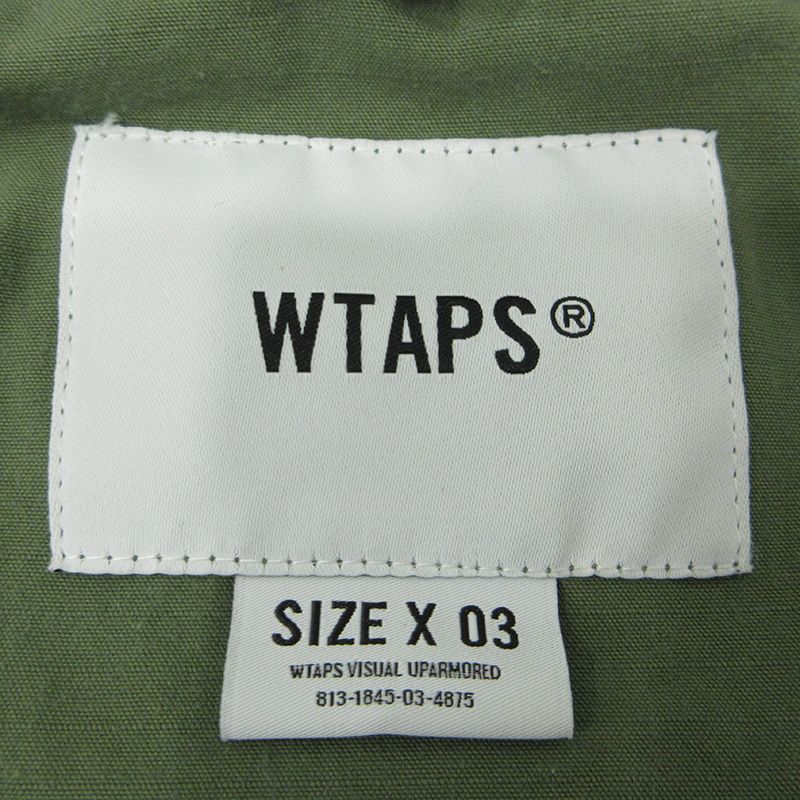 WTAPS®
SIZE X 03
WTAPS VISUAL UPARMORED
813-1845-03-4875